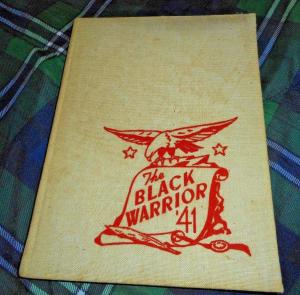 The
BLACK
WARRIOR
'41